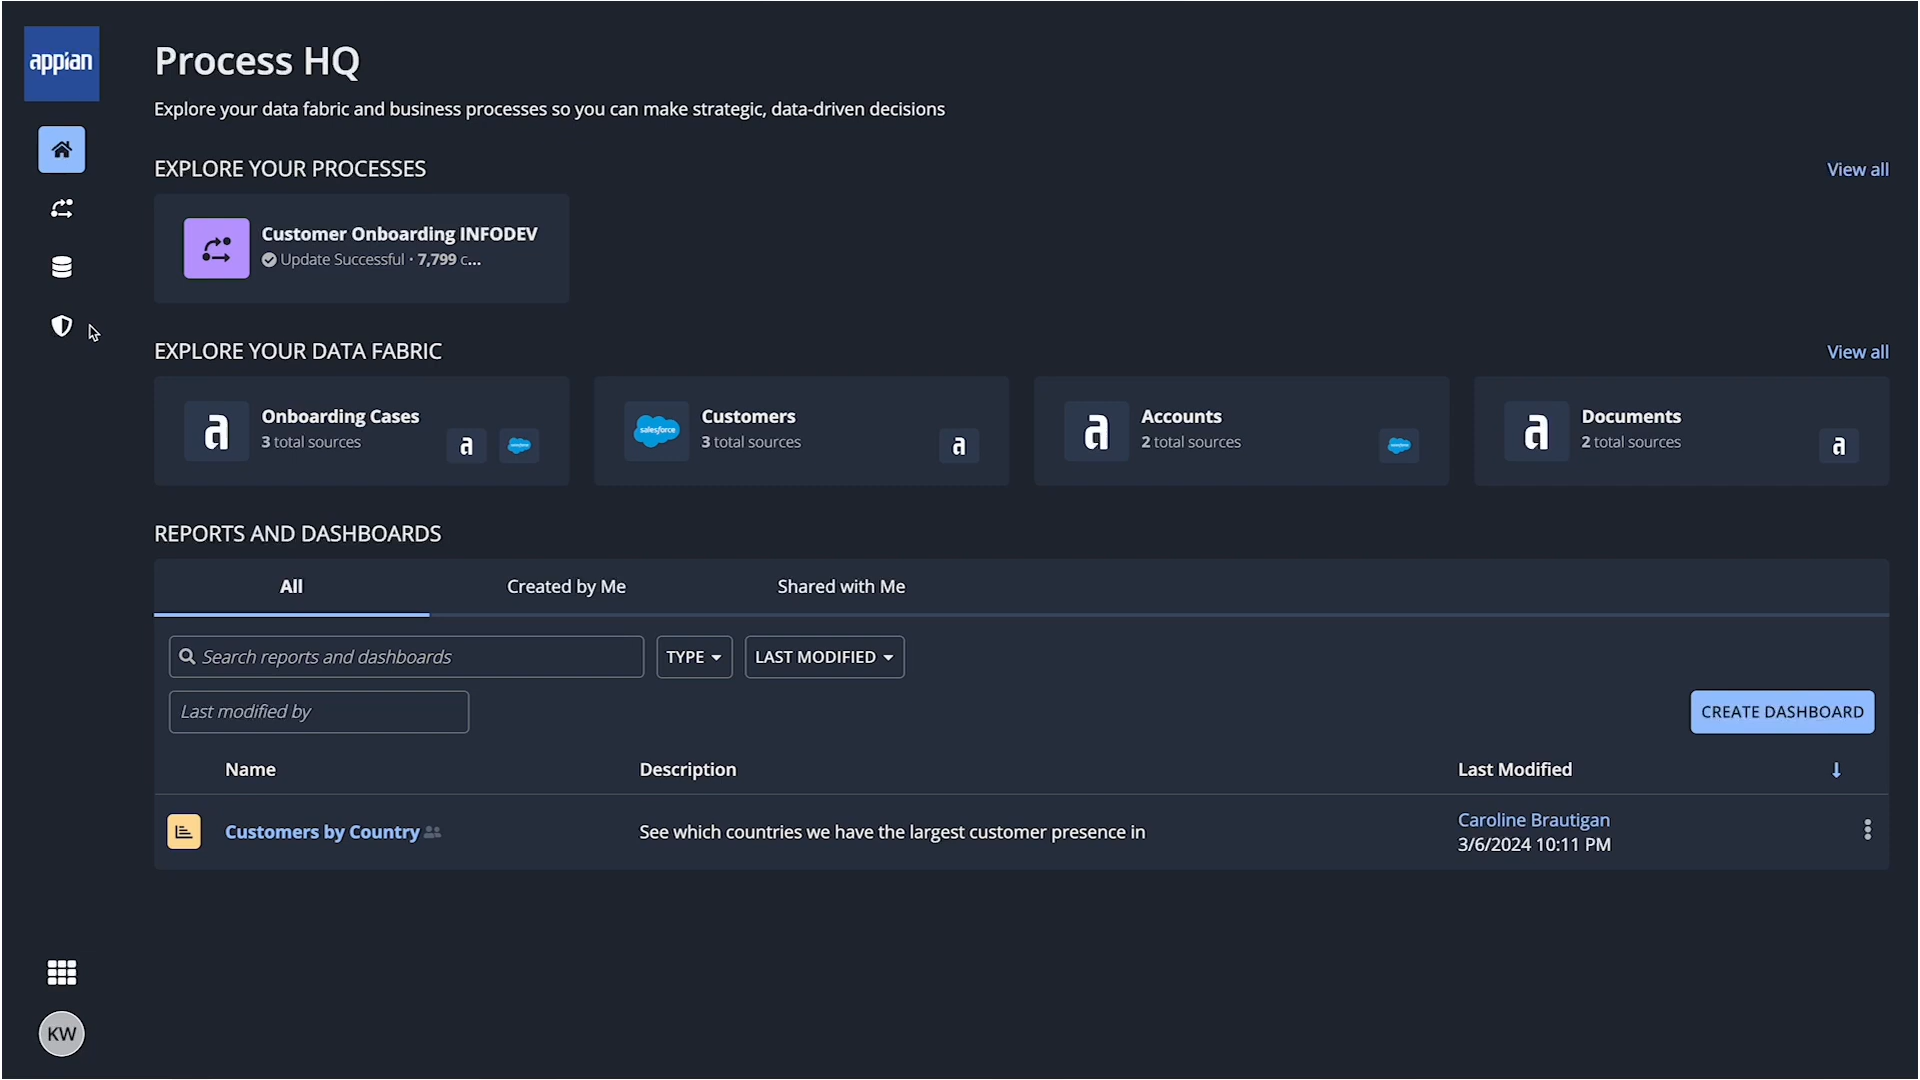 appian
Process HQ
Explore your data fabric and business processes so you can make strategic, data-driven decisions
EXPLORE YOUR PROCESSES
View all
Customer Onboarding INFODEV
Update Successful · 7,799 c...
EXPLORE YOUR DATA FABRIC
View all
a
Onboarding Cases
3 total sources
a
salesforce
salesforce
Customers
3 total sources
a
a
Accounts
2 total sources
salesforce
a
Documents
2 total sources
a
REPORTS AND DASHBOARDS
All
Created by Me
Shared with Me
Search reports and dashboards
TYPE
LAST MODIFIED
Last modified by
CREATE DASHBOARD
Name
Description
Last Modified
Customers by Country
See which countries we have the largest customer presence in
Caroline Brautigan
3/6/2024 10:11 PM
KW